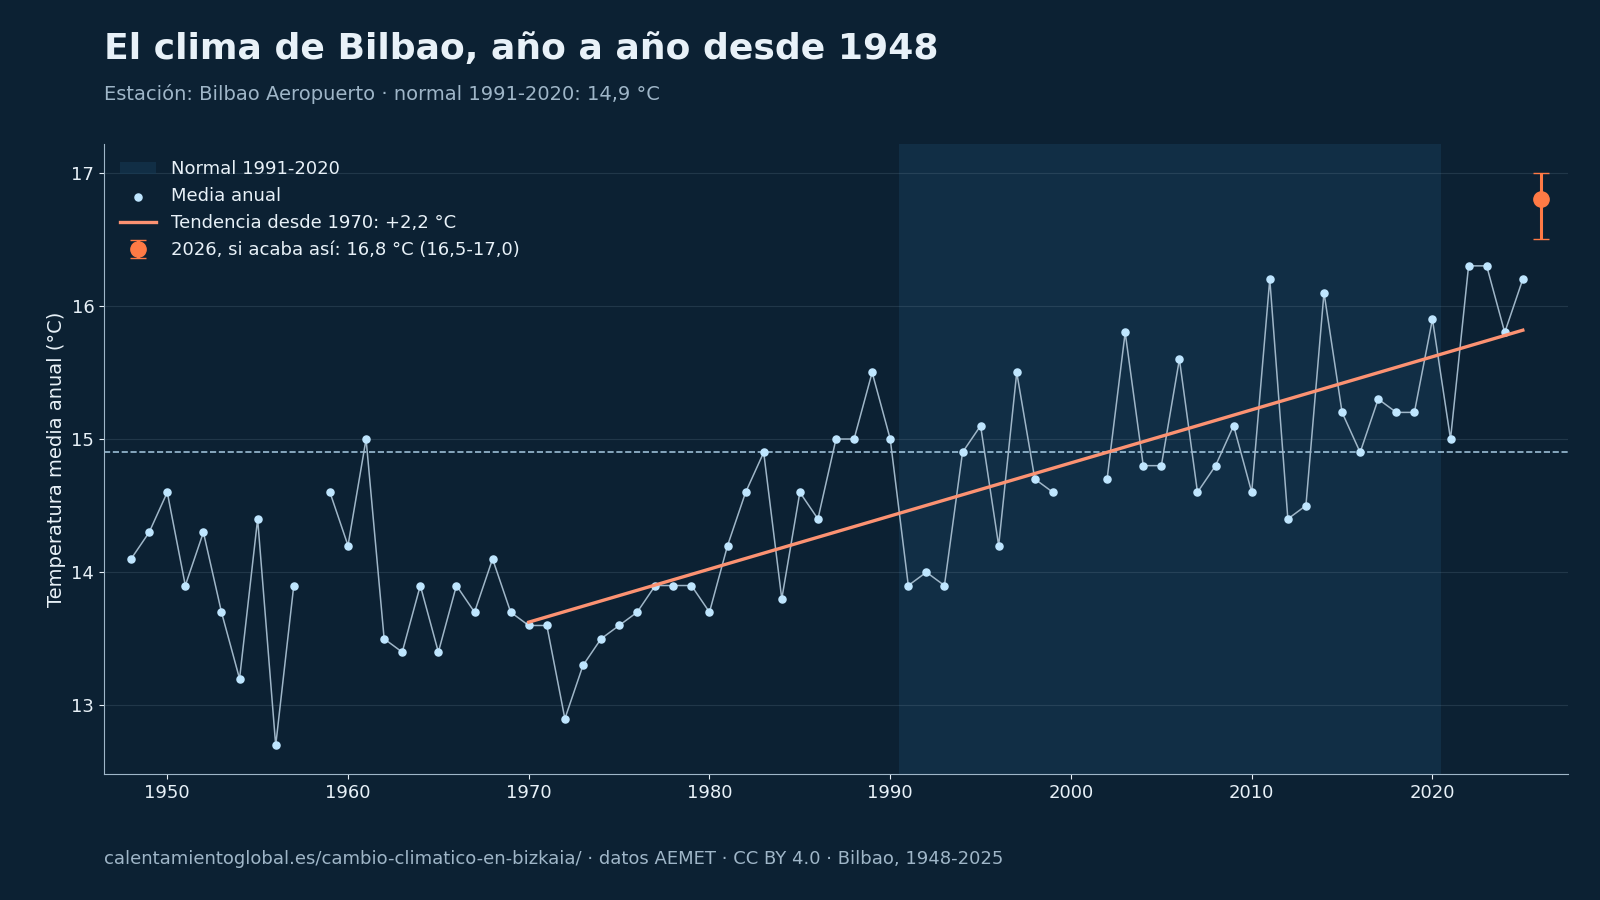 El clima de Bilbao, año a año desde 1948
Estación: Bilbao Aeropuerto · normal 1991-2020: 14,9 °C
Normal 1991-2020
Media anual
Tendencia desde 1970: +2,2 °C
2026, si acaba así: 16,8 °C (16,5-17,0)
Temperatura media anual (°C)
17
16
15
14
13
1950 1960 1970 1980 1990 2000 2010 2020
calentamientoglobal.es/cambio-climatico-en-bizkaia/ · datos AEMET · CC BY 4.0 · Bilbao, 1948-2025